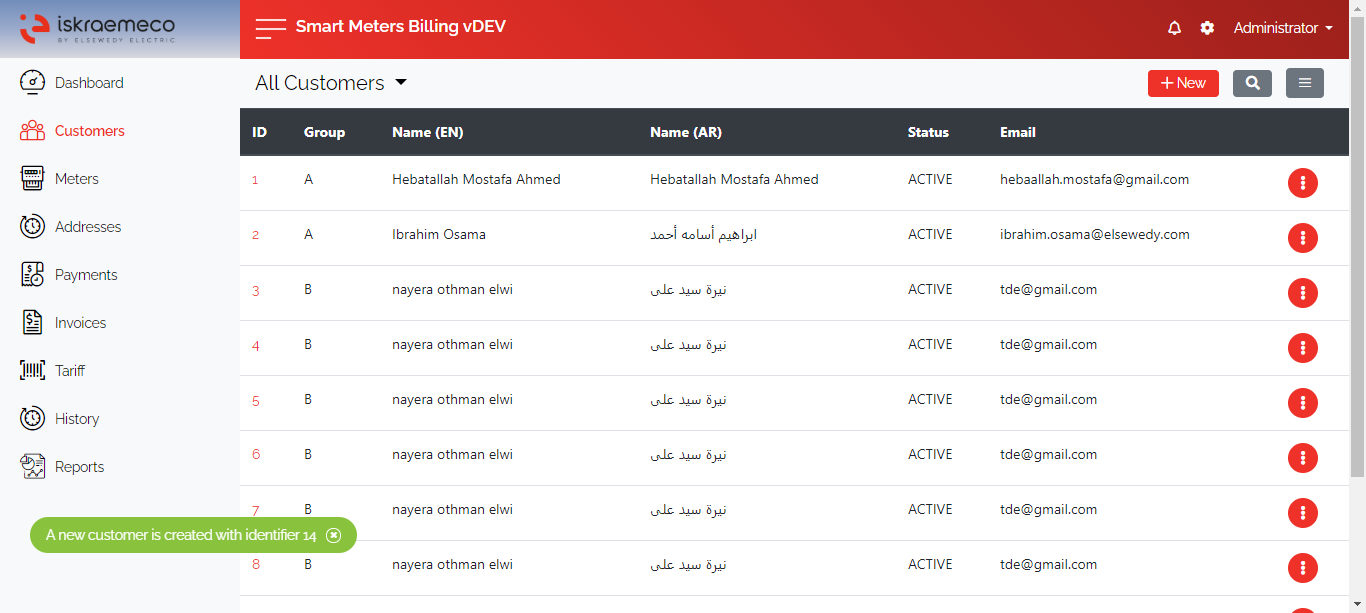 iskraemeco
BY ELSEWEDY ELECTRIC
Smart Meters Billing vDEV
Administrator
Dashboard
Customers
Meters
Addresses
Payments
Invoices
Tariff
History
Reports
All Customers
+ New
ID Group Name (EN) Name (AR) Status Email
1 A Hebatallah Mostafa Ahmed Hebatallah Mostafa Ahmed ACTIVE hebaallah.mostafa@gmail.com
2 A Ibrahim Osama ابراهيم أسامه أحمد ACTIVE ibrahim.osama@elsewedy.com
3 B nayera othman elwi نيرة سيد على ACTIVE tde@gmail.com
4 B nayera othman elwi نيرة سيد على ACTIVE tde@gmail.com
5 B nayera othman elwi نيرة سيد على ACTIVE tde@gmail.com
6 B nayera othman elwi نيرة سيد على ACTIVE tde@gmail.com
7 B nayera othman elwi نيرة سيد على ACTIVE tde@gmail.com
A new customer is created with identifier 14
8 B nayera othman elwi نيرة سيد على ACTIVE tde@gmail.com